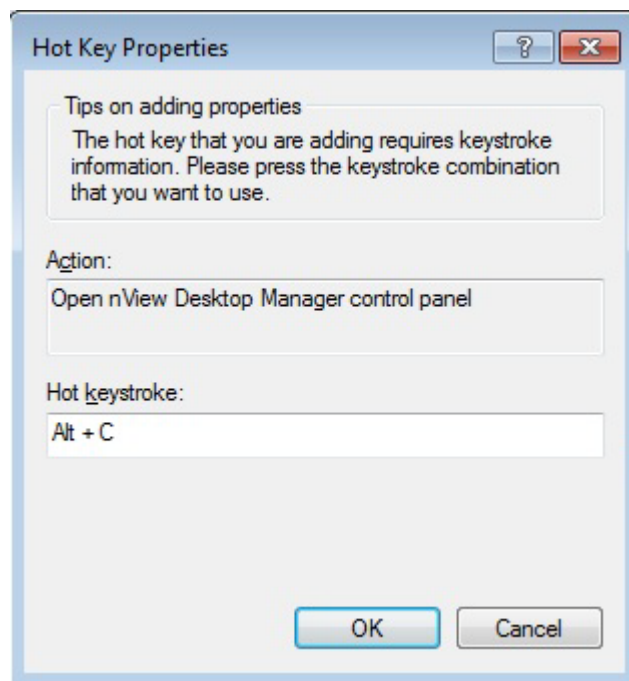 Hot Key Properties
Tips on adding properties
The hot key that you are adding requires keystroke
information. Please press the keystroke combination
that you want to use.
Action:
Open nView Desktop Manager control panel
Hot keystroke:
Alt + C
OK
Cancel